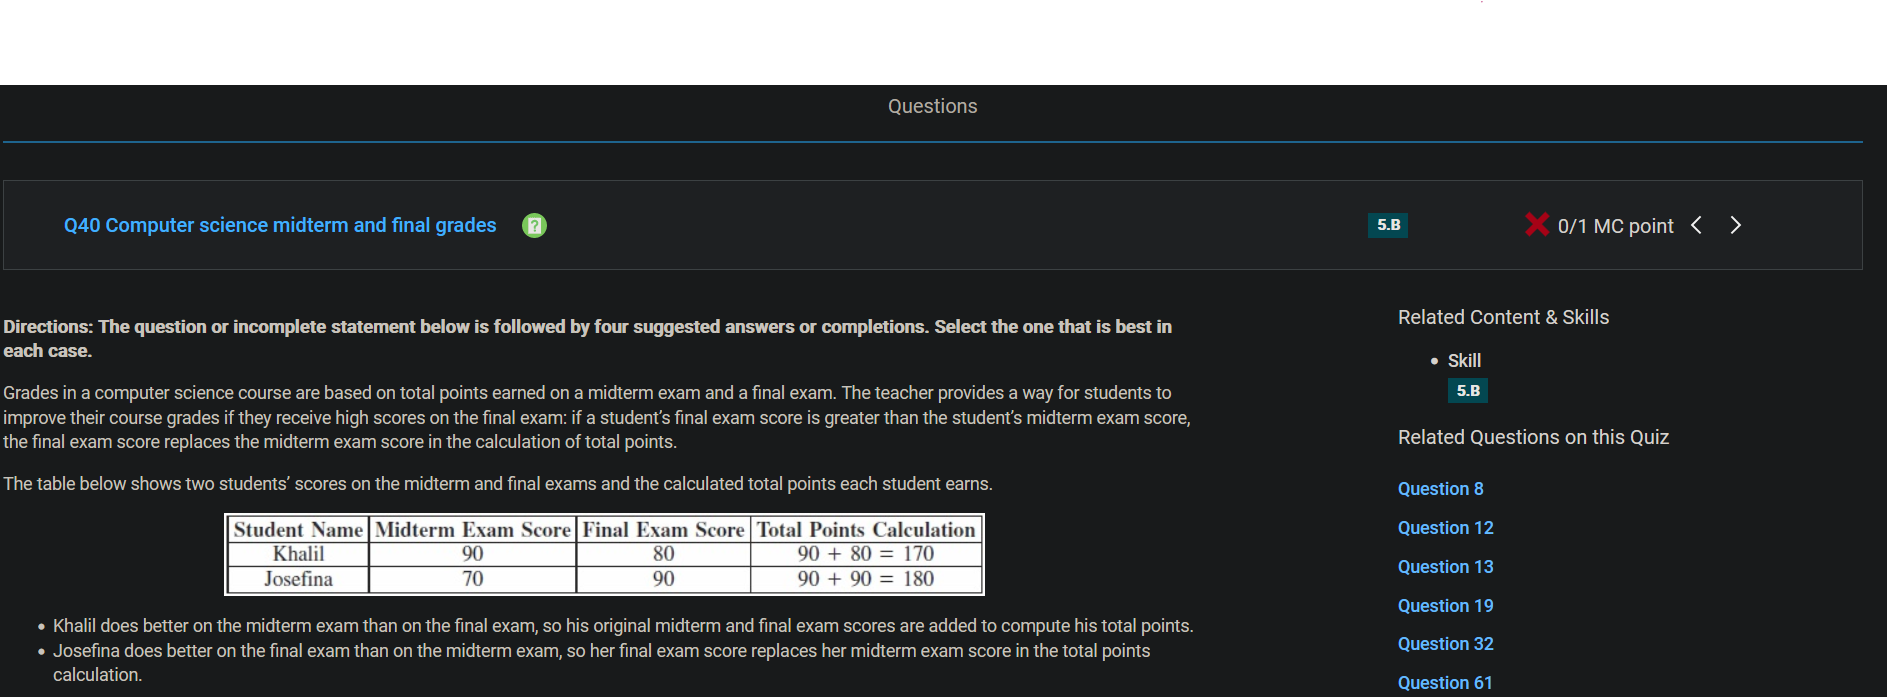 Questions
Q40 Computer science midterm and final grades
?
5.B
0/1 MC point
Directions: The question or incomplete statement below is followed by four suggested answers or completions. Select the one that is best in
each case.
Grades in a computer science course are based on total points earned on a midterm exam and a final exam. The teacher provides a way for students to
improve their course grades if they receive high scores on the final exam: if a student’s final exam score is greater than the student’s midterm exam score,
the final exam score replaces the midterm exam score in the calculation of total points.
The table below shows two students’ scores on the midterm and final exams and the calculated total points each student earns.
Student Name Midterm Exam Score Final Exam Score Total Points Calculation
Khalil 90 80 90 + 80 = 170
Josefina 70 90 90 + 90 = 180
• Khalil does better on the midterm exam than on the final exam, so his original midterm and final exam scores are added to compute his total points.
• Josefina does better on the final exam than on the midterm exam, so her final exam score replaces her midterm exam score in the total points
calculation.
Related Content & Skills
• Skill
5.B
Related Questions on this Quiz
Question 8
Question 12
Question 13
Question 19
Question 32
Question 61